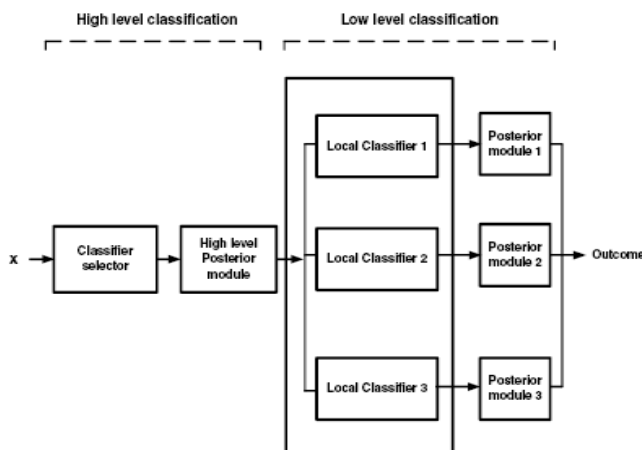 High level classification
Low level classification
Local Classifier 1
Posterior
module 1
x
Classifier
selector
High level
Posterior
module
Local Classifier 2
Posterior
module 2
Outcome
Local Classifier 3
Posterior
module 3